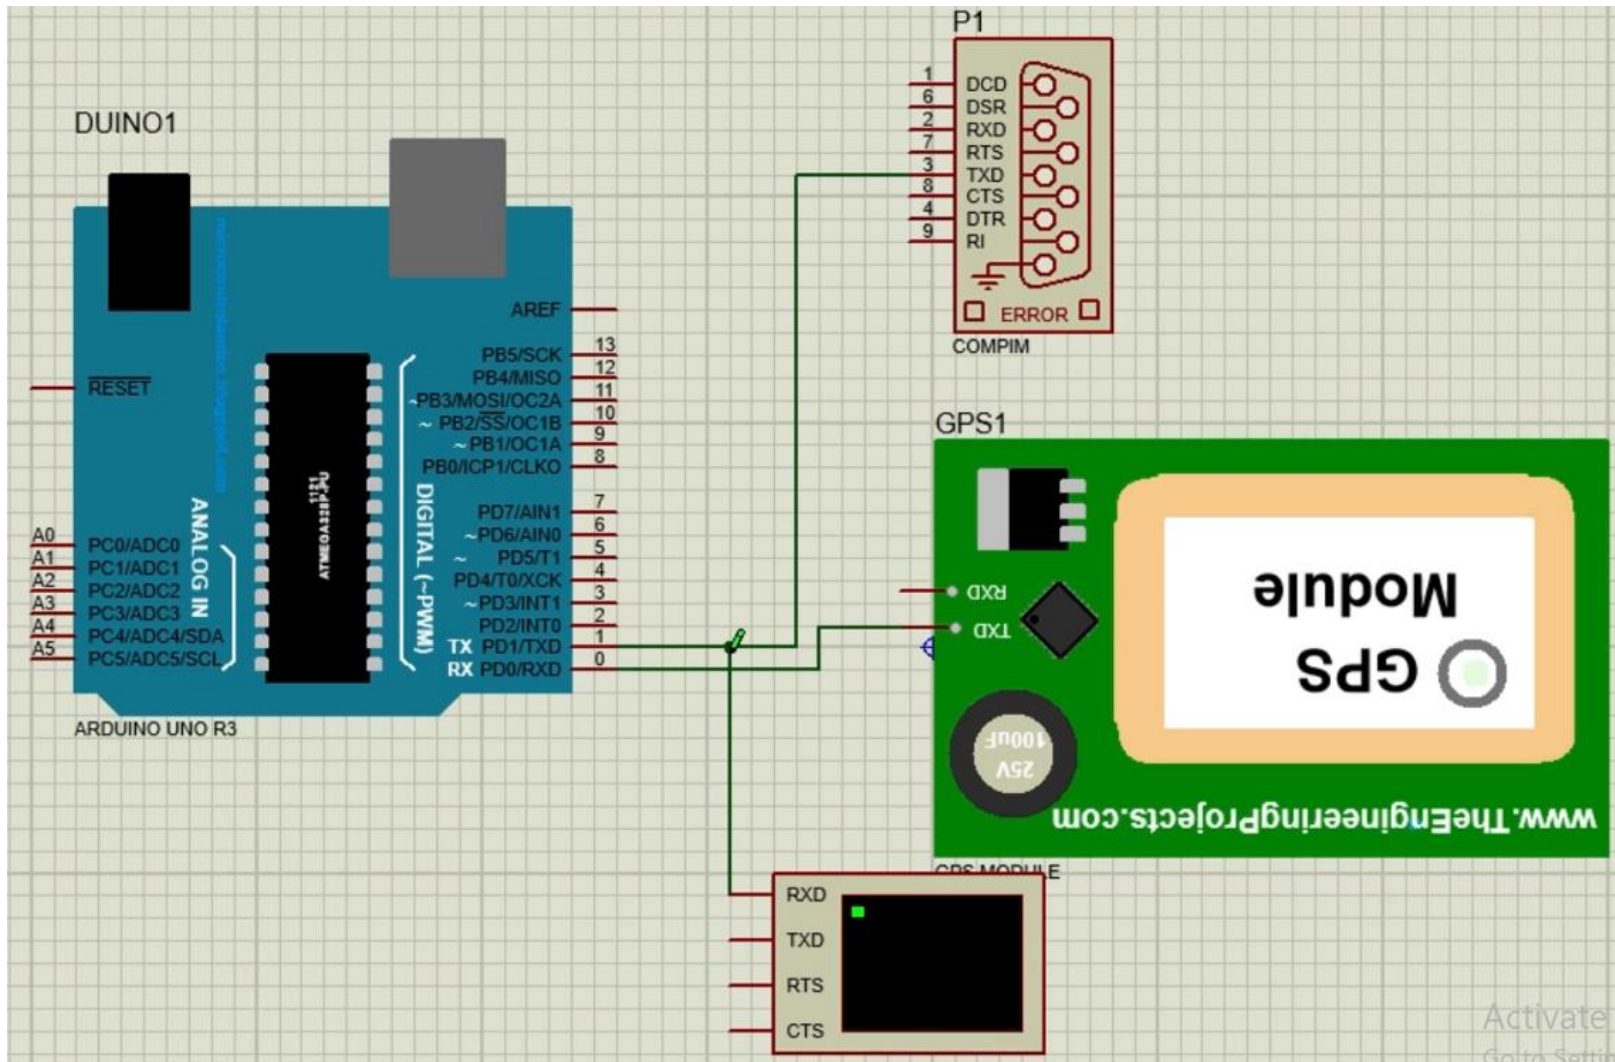 P1
1 DCD
6 DSR
2 RXD
7 RTS
3 TXD
8 CTS
4 DTR
9 RI
ERROR
COMPIM
DUINO1
AREF
PB5/SCK 13
PB4/MISO 12
~PB3/MOSI/OC2A 11
~ PB2/SS/OC1B 10
~PB1/OC1A 9
PB0/ICP1/CLKO 8
PD7/AIN1 7
~PD6/AIN0 6
~ PD5/T1 5
PD4/T0/XCK 4
~PD3/INT1 3
PD2/INT0 2
TX PD1/TXD 1
RX PD0/RXD 0
RESET
A0 PC0/ADC0
A1 PC1/ADC1
A2 PC2/ADC2
A3 PC3/ADC3
A4 PC4/ADC4/SDA
A5 PC5/ADC5/SCL
ANALOG IN
1121
ATMEGA328P-PU
DIGITAL (~PWM)
ARDUINO UNO R3
GPS1
RXD
TXD
GPS
Module
25V
100uF
www.TheEngineeringProjects.com
GPS MODULE
RXD
TXD
RTS
CTS
Activate
Go to Setti